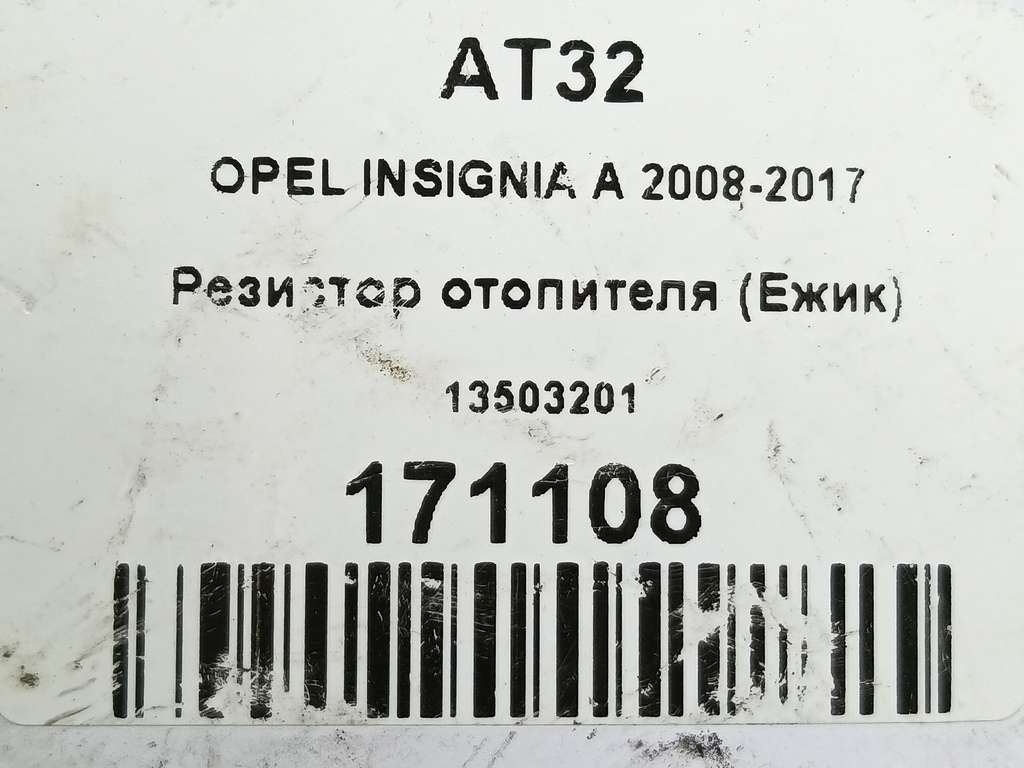 AT32
OPEL INSIGNIA A 2008-2017
Резистор отопителя (Ежик)
13503201
171108